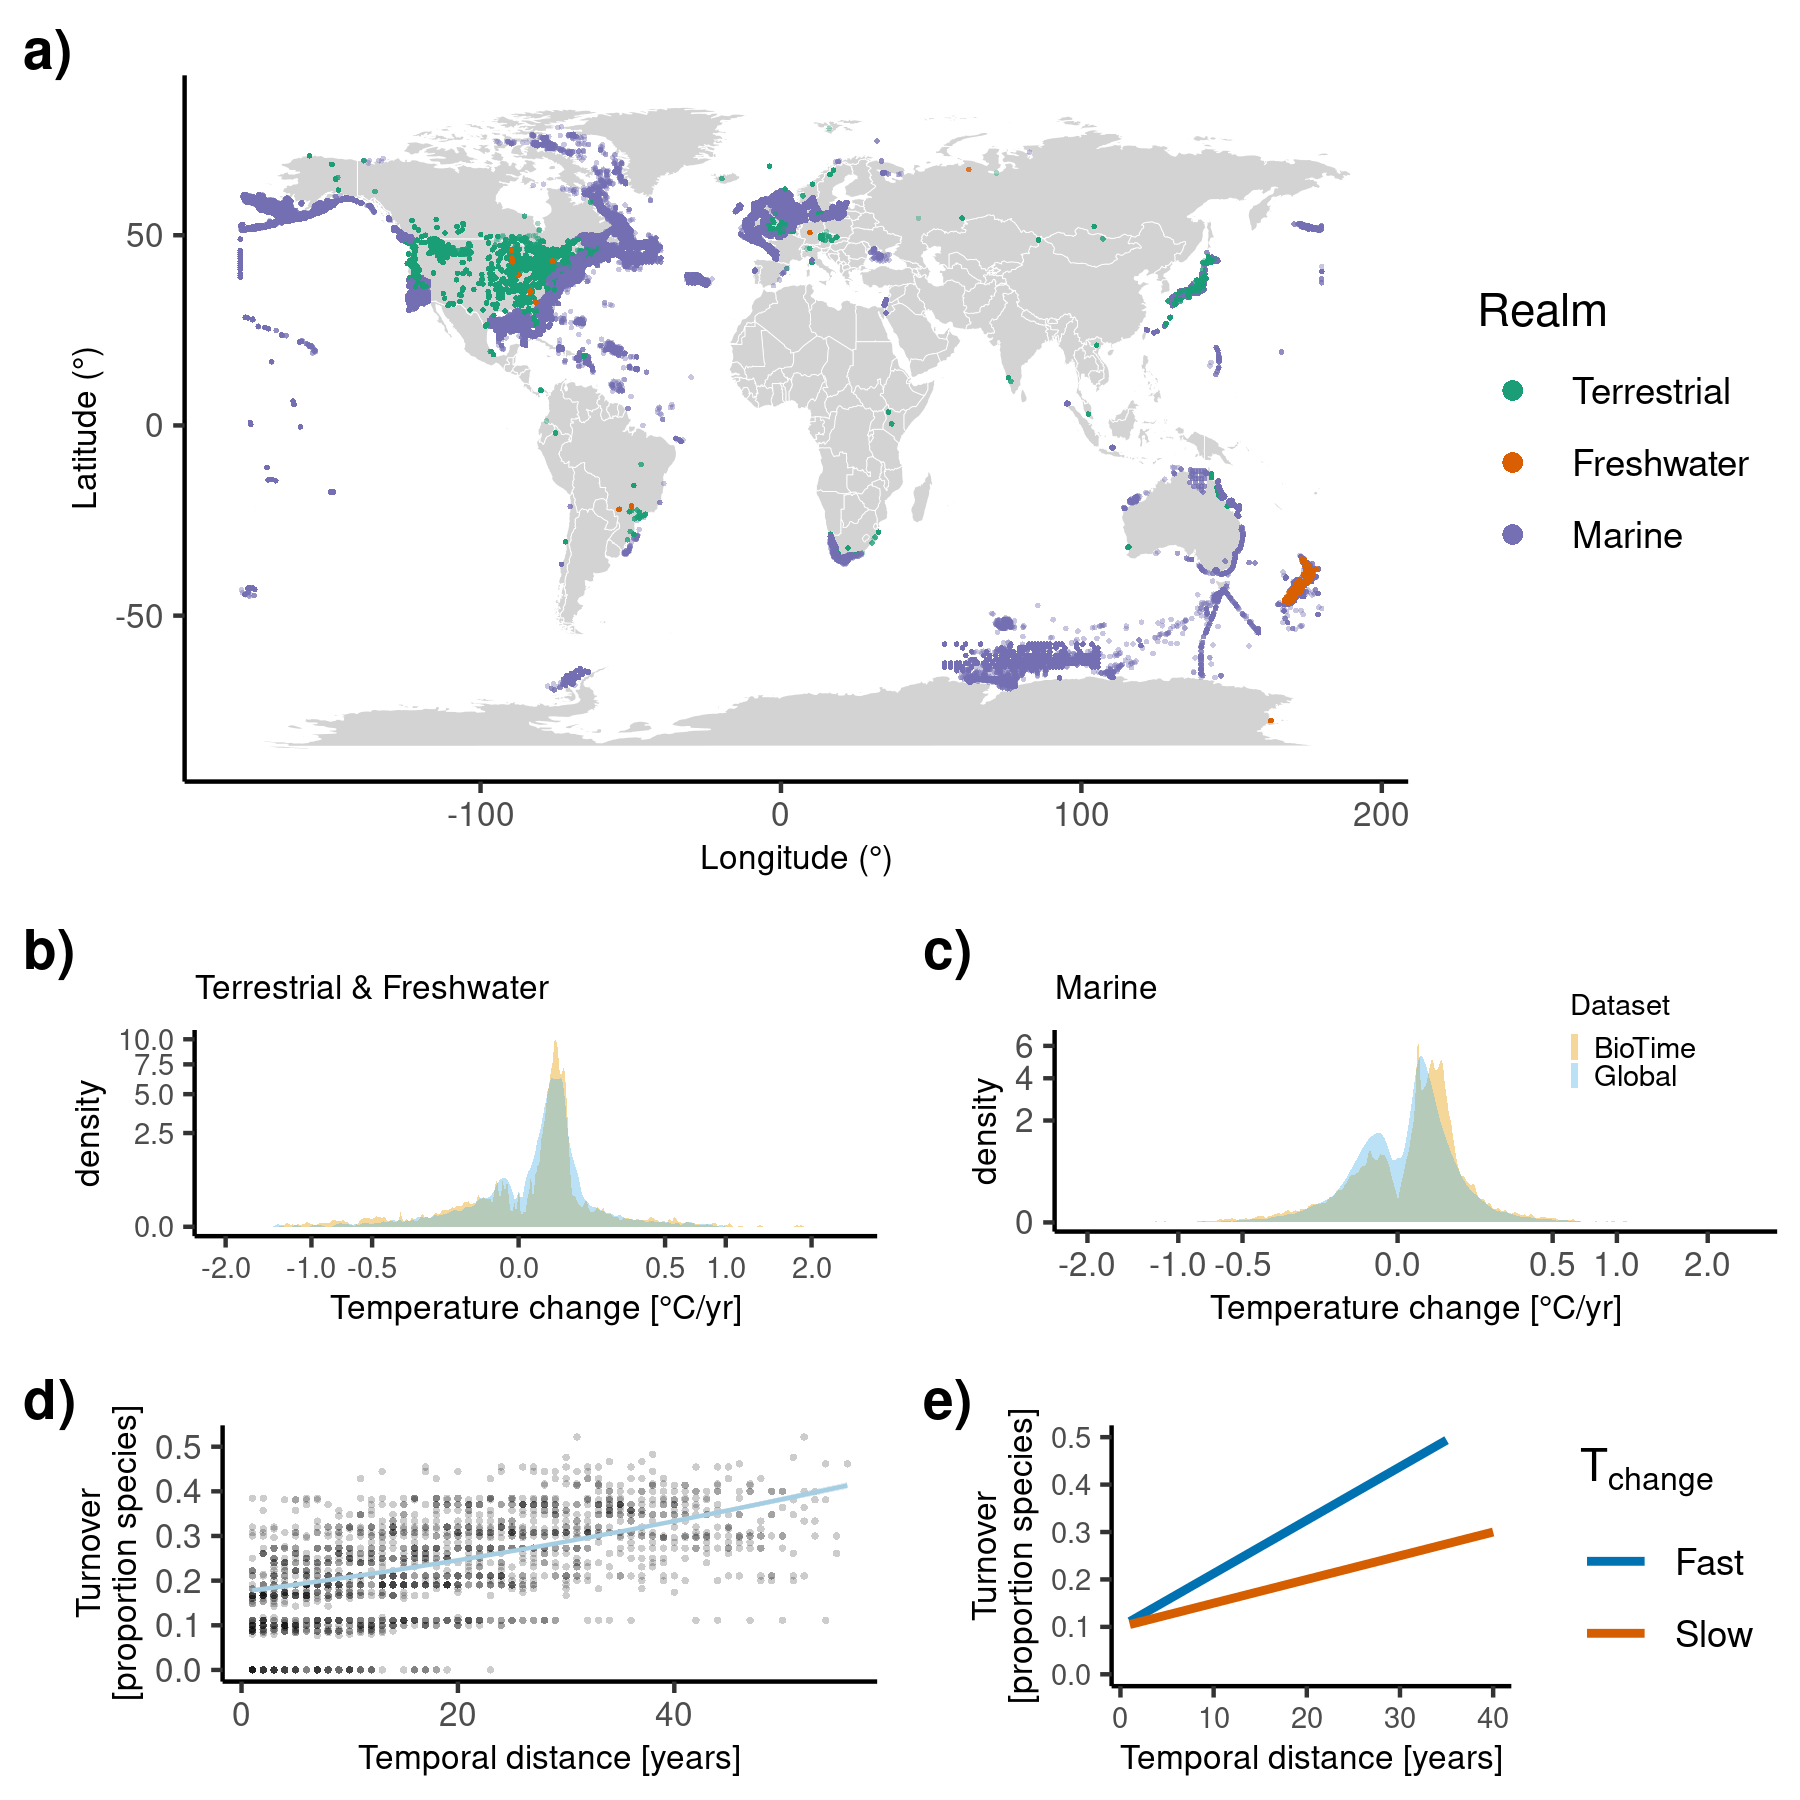 a)
50
0
-50
Latitude (°)
-100 0 100 200
Longitude (°)
Realm
Terrestrial
Freshwater
Marine
b)
Terrestrial & Freshwater
10.0
7.5
5.0
2.5
0.0
density
-2.0 -1.0 -0.5 0.0 0.5 1.0 2.0
Temperature change [°C/yr]
c)
Marine
Dataset
BioTime
Global
6
4
2
0
density
-2.0 -1.0 -0.5 0.0 0.5 1.0 2.0
Temperature change [°C/yr]
d)
Turnover
[proportion species]
0.5
0.4
0.3
0.2
0.1
0.0
0 20 40
Temporal distance [years]
e)
Turnover
[proportion species]
0.5
0.4
0.3
0.2
0.1
0.0
0 10 20 30 40
Temporal distance [years]
Tchange
Fast
Slow